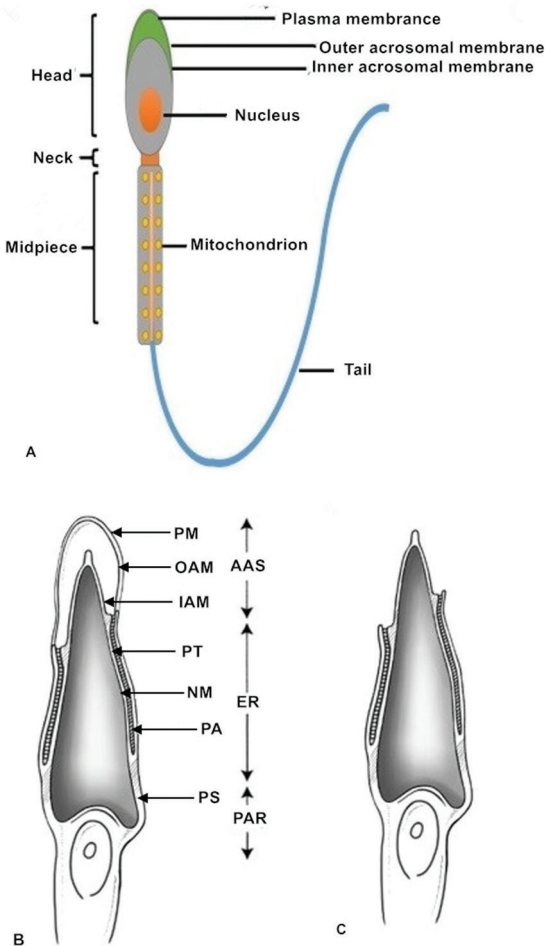 Plasma membrance
Outer acrosomal membrane
Inner acrosomal membrane
Head
Nucleus
Neck
Midpiece
Mitochondrion
Tail
A
PM
OAM
AAS
IAM
PT
NM
ER
PA
PS
PAR
B
C